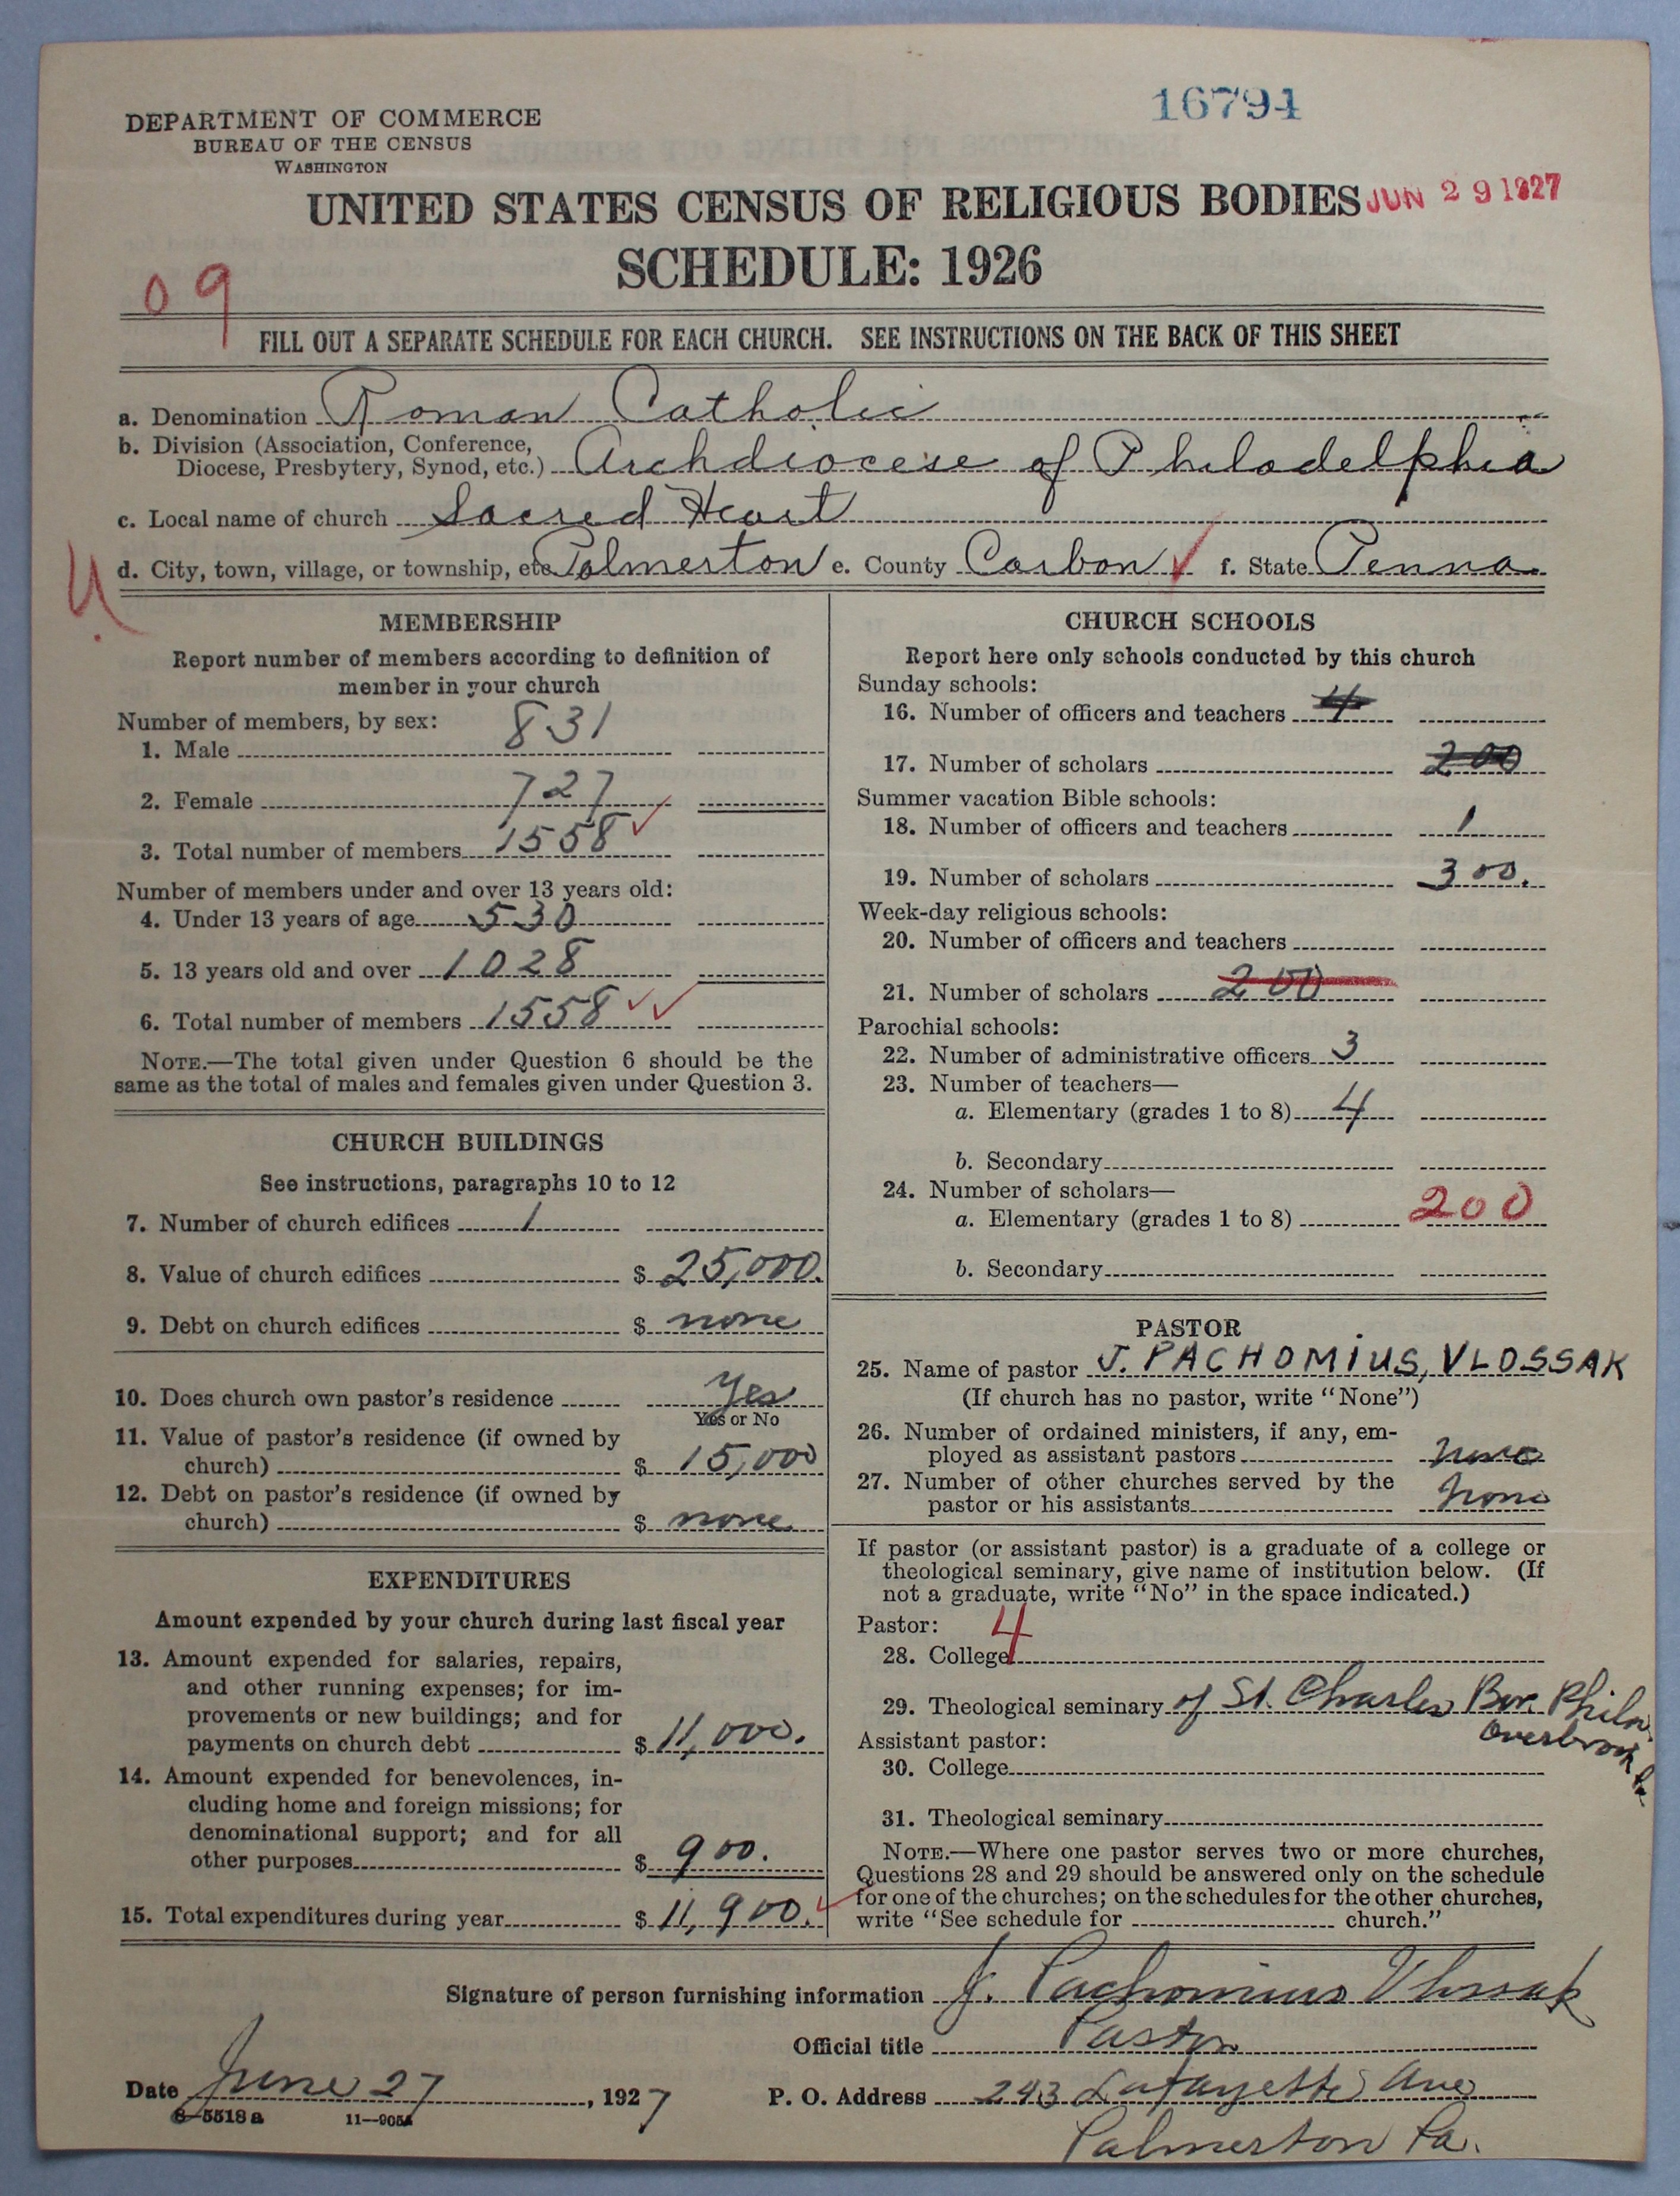 16794
DEPARTMENT OF COMMERCE
BUREAU OF THE CENSUS
WASHINGTON
UNITED STATES CENSUS OF RELIGIOUS BODIES JUN 29 1927
SCHEDULE: 1926
09
FILL OUT A SEPARATE SCHEDULE FOR EACH CHURCH. SEE INSTRUCTIONS ON THE BACK OF THIS SHEET
a. Denomination Roman Catholic
b. Division (Association, Conference,
Diocese, Presbytery, Synod, etc.) Archdiocese of Philadelphia
c. Local name of church Sacred Heart
d. City, town, village, or township, etc. Palmerton e. County Carbon f. State Penna.
MEMBERSHIP
Report number of members according to definition of
member in your church
Number of members, by sex:
1. Male 831
2. Female 727
3. Total number of members 1558
Number of members under and over 13 years old:
4. Under 13 years of age 530
5. 13 years old and over 1028
6. Total number of members 1558
NOTE.—The total given under Question 6 should be the
same as the total of males and females given under Question 3.
CHURCH BUILDINGS
See instructions, paragraphs 10 to 12
7. Number of church edifices 1
8. Value of church edifices $ 25,000.
9. Debt on church edifices $ none
10. Does church own pastor's residence Yes
Yes or No
11. Value of pastor's residence (if owned by
church) $ 15,000
12. Debt on pastor's residence (if owned by
church) $ none
EXPENDITURES
Amount expended by your church during last fiscal year
13. Amount expended for salaries, repairs,
and other running expenses; for im-
provements or new buildings; and for
payments on church debt $ 11,000.
14. Amount expended for benevolences, in-
cluding home and foreign missions; for
denominational support; and for all
other purposes $ 900.
15. Total expenditures during year $ 11,900.
CHURCH SCHOOLS
Report here only schools conducted by this church
Sunday schools:
16. Number of officers and teachers 4
17. Number of scholars 200
Summer vacation Bible schools:
18. Number of officers and teachers 1
19. Number of scholars 300.
Week-day religious schools:
20. Number of officers and teachers
21. Number of scholars 200
Parochial schools:
22. Number of administrative officers 3
23. Number of teachers—
a. Elementary (grades 1 to 8) 4
b. Secondary
24. Number of scholars—
a. Elementary (grades 1 to 8) 200
b. Secondary
PASTOR
25. Name of pastor J. PACHOMIUS, VLOSSAK
(If church has no pastor, write "None")
26. Number of ordained ministers, if any, em-
ployed as assistant pastors none
27. Number of other churches served by the
pastor or his assistants none
If pastor (or assistant pastor) is a graduate of a college or
theological seminary, give name of institution below. (If
not a graduate, write "No" in the space indicated.)
Pastor: 4
28. College
29. Theological seminary of St. Charles Bor. Phila.
Overbrook Pa.
Assistant pastor:
30. College
31. Theological seminary
NOTE.—Where one pastor serves two or more churches,
Questions 28 and 29 should be answered only on the schedule
for one of the churches; on the schedules for the other churches,
write "See schedule for church."
Signature of person furnishing information J. Pachomius Vlossak
Official title Pastor
Date June 27, 1927 P. O. Address 243 Lafayette Ave
Palmerton Pa.
8-5518a 11-9054